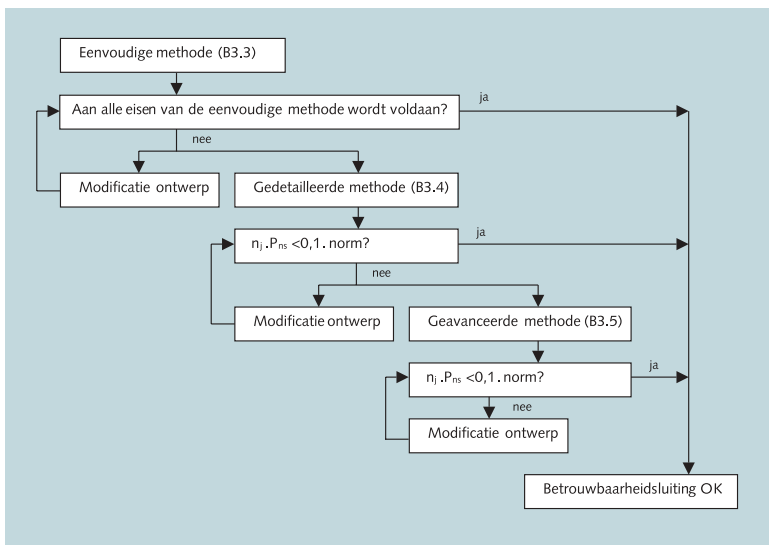 Eenvoudige methode (B3.3)
ja
Aan alle eisen van de eenvoudige methode wordt voldaan?
nee
Modificatie ontwerp
Gedetailleerde methode (B3.4)
nj.Pns <0,1. norm?
ja
nee
Modificatie ontwerp
Geavanceerde methode (B3.5)
nj.Pns <0,1. norm?
ja
nee
Modificatie ontwerp
Betrouwbaarheidsluiting OK